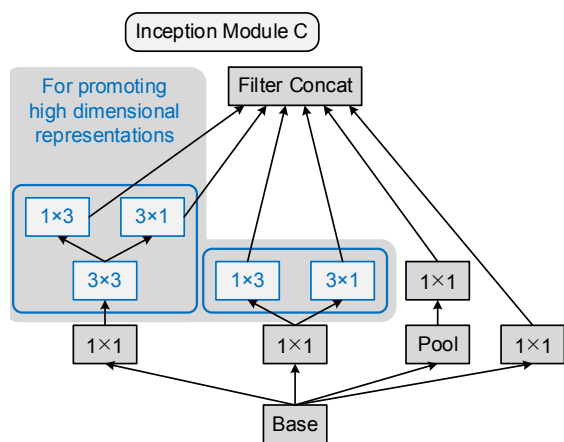 Inception Module C
For promoting
high dimensional
representations
Filter Concat
1×3
3×1
3×3
1×3
3×1
1×1
1×1
1×1
Pool
1×1
Base